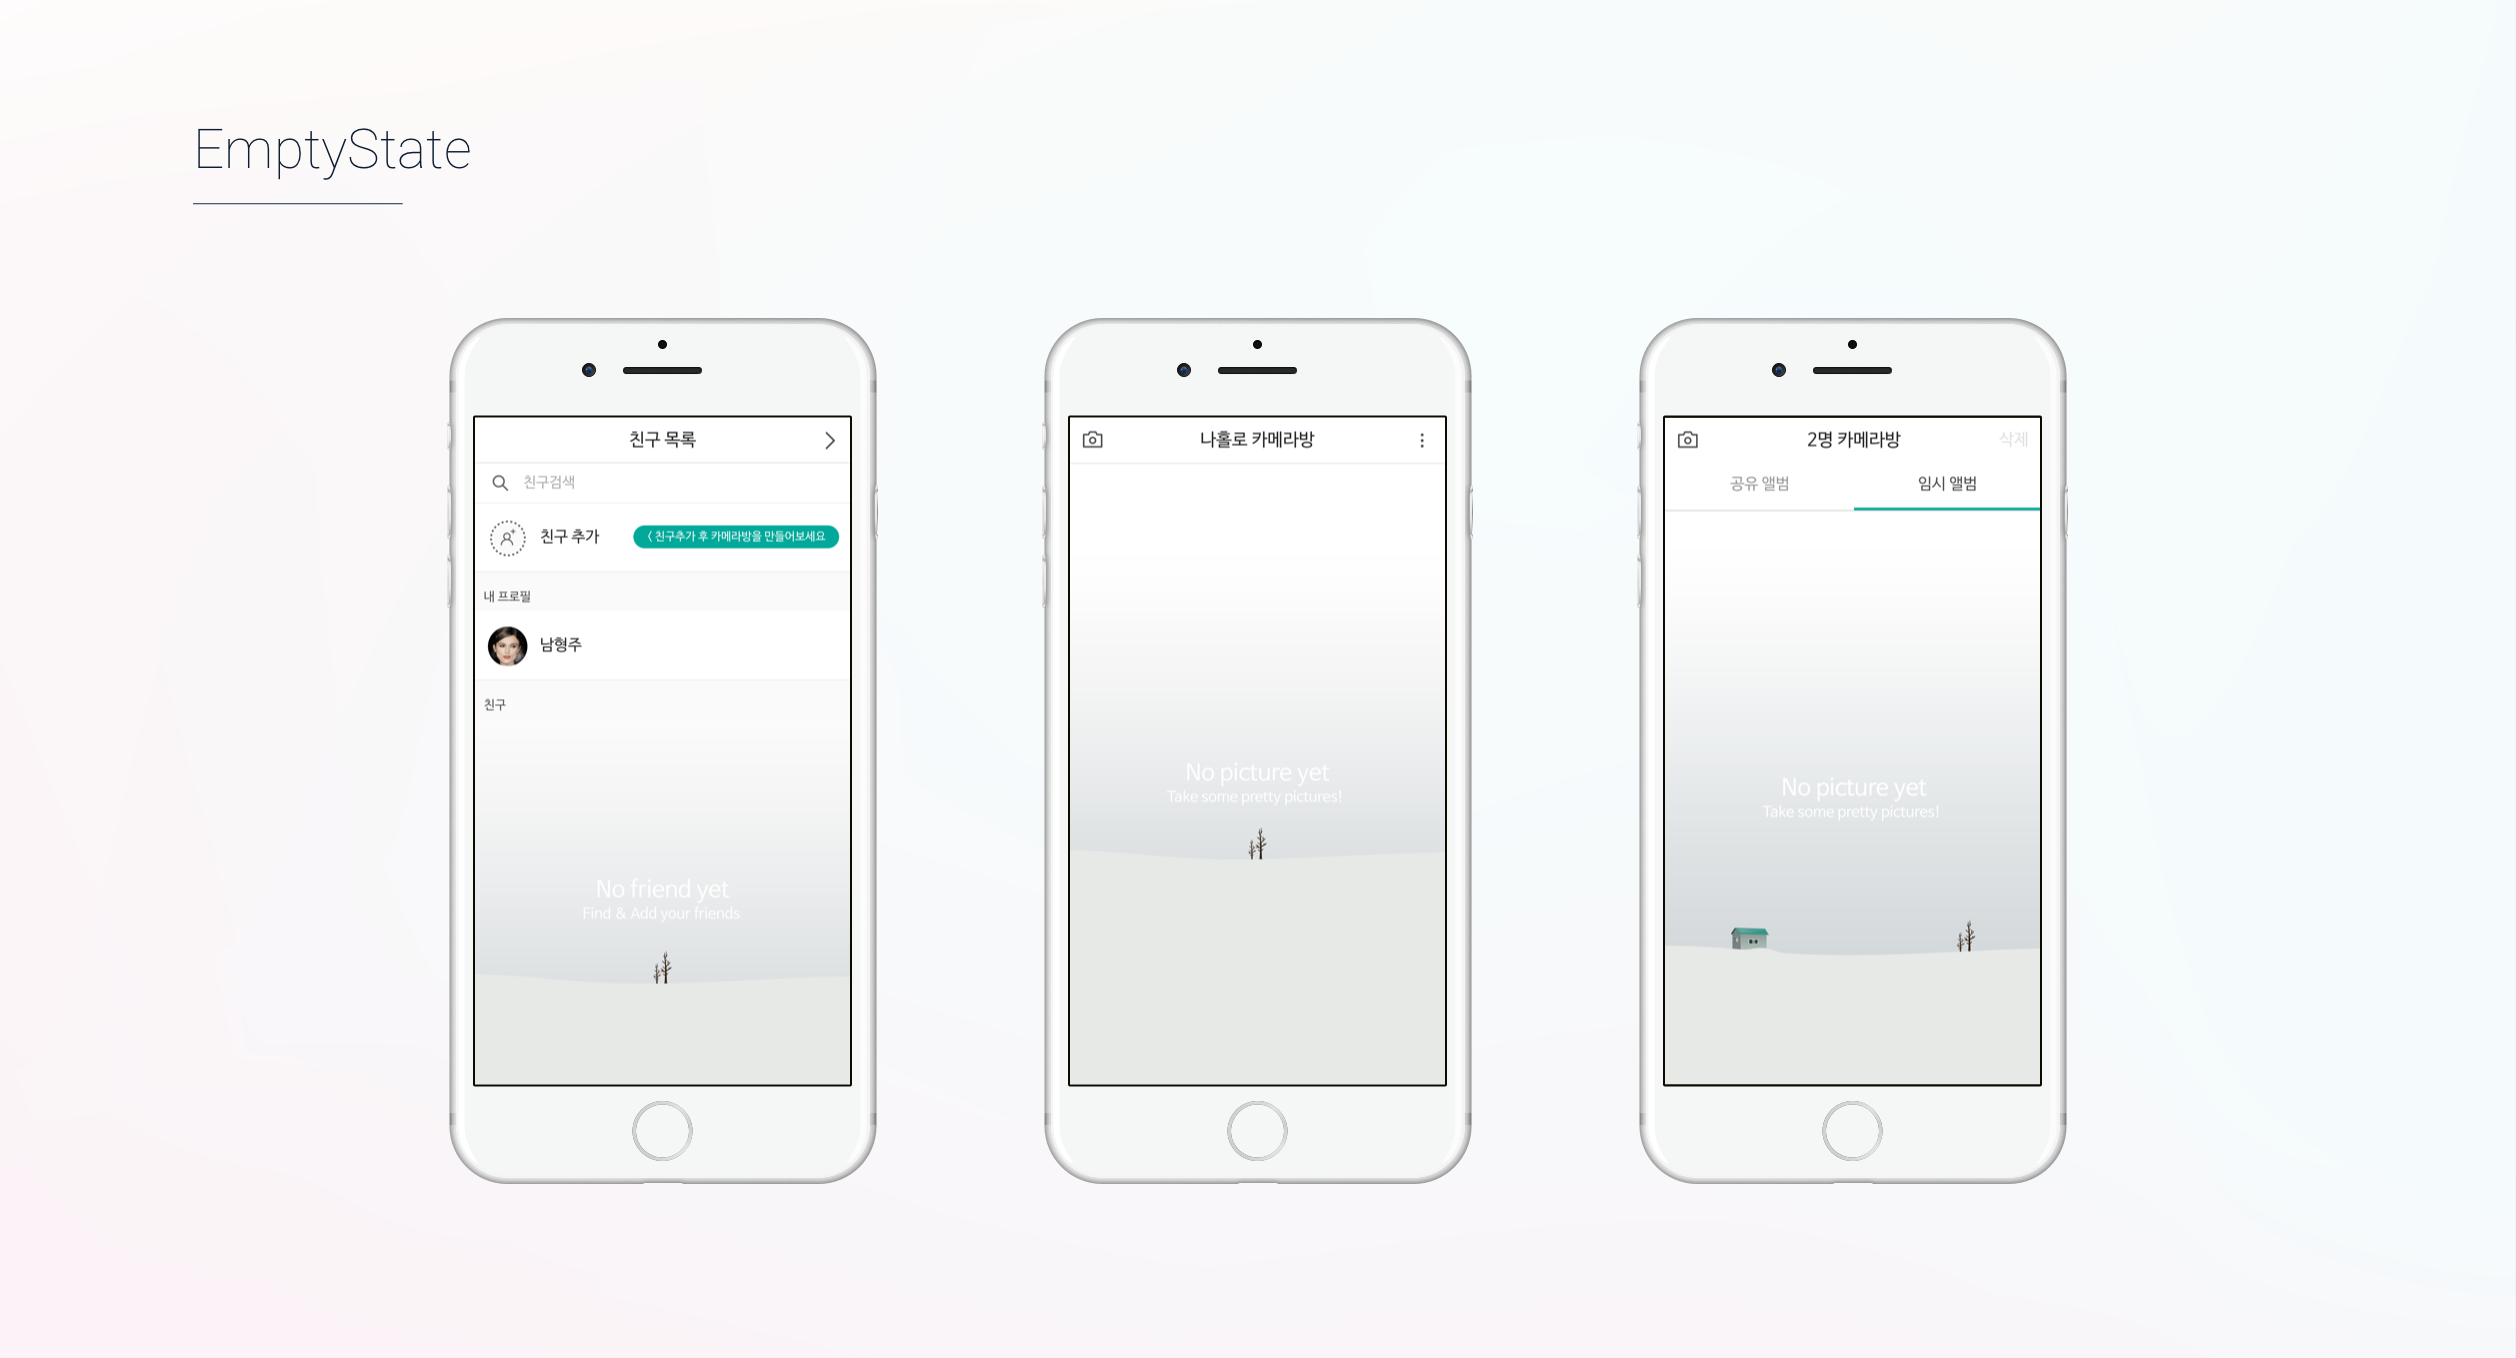 EmptyState
친구 목록
친구검색
친구 추가
〈 친구추가 후 카메라방을 만들어보세요
내 프로필
남형주
친구
No friend yet
Find & Add your friends
나홀로 카메라방
No picture yet
Take some pretty pictures!
2명 카메라방
삭제
공유 앨범
임시 앨범
No picture yet
Take some pretty pictures!